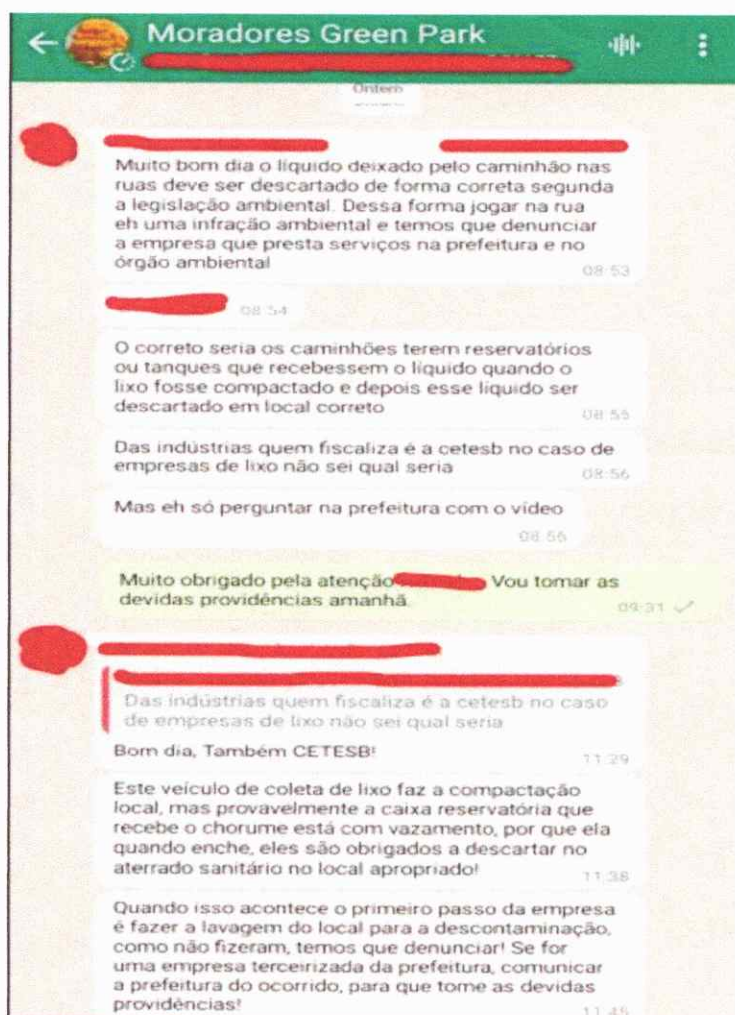 Moradores Green Park
Ontem
Muito bom dia o líquido deixado pelo caminhão nas
ruas deve ser descartado de forma correta segunda
a legislação ambiental. Dessa forma jogar na rua
eh uma infração ambiental e temos que denunciar
a empresa que presta serviços na prefeitura e no
órgão ambiental
08:53
08:54
O correto seria os caminhões terem reservatórios
ou tanques que recebessem o líquido quando o
lixo fosse compactado e depois esse líquido ser
descartado em local correto
08:55
Das indústrias quem fiscaliza é a cetesb no caso de
empresas de lixo não sei qual seria
08:56
Mas eh só perguntar na prefeitura com o vídeo
08:56
Muito obrigado pela atenção Vou tomar as
devidas providências amanhã.
09:31
Das indústrias quem fiscaliza é a cetesb no caso
de empresas de lixo não sei qual seria
Bom dia, Também CETESB!
11:29
Este veículo de coleta de lixo faz a compactação
local, mas provavelmente a caixa reservatória que
recebe o chorume está com vazamento, por que ela
quando enche, eles são obrigados a descartar no
aterrado sanitário no local apropriado!
11:38
Quando isso acontece o primeiro passo da empresa
é fazer a lavagem do local para a descontaminação,
como não fizeram, temos que denunciar! Se for
uma empresa terceirizada da prefeitura, comunicar
a prefeitura do ocorrido, para que tome as devidas
providências!
11:45